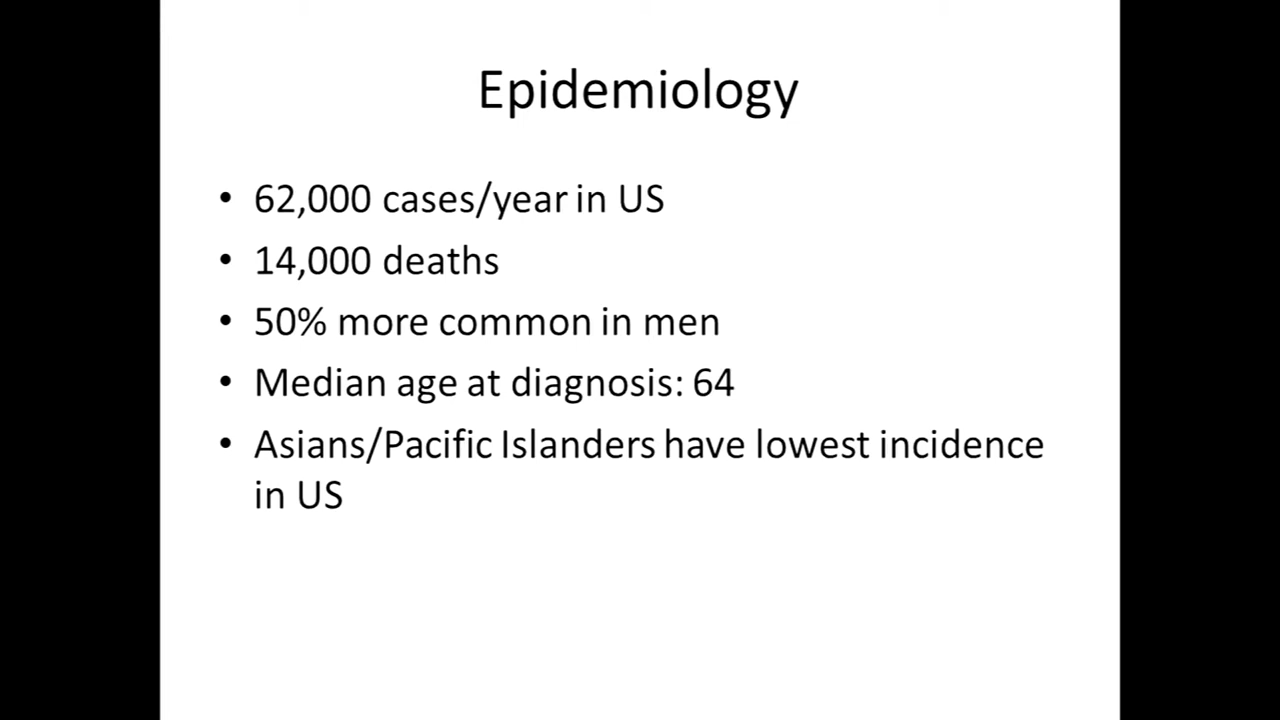 Epidemiology
• 62,000 cases/year in US
• 14,000 deaths
• 50% more common in men
• Median age at diagnosis: 64
• Asians/Pacific Islanders have lowest incidence
in US